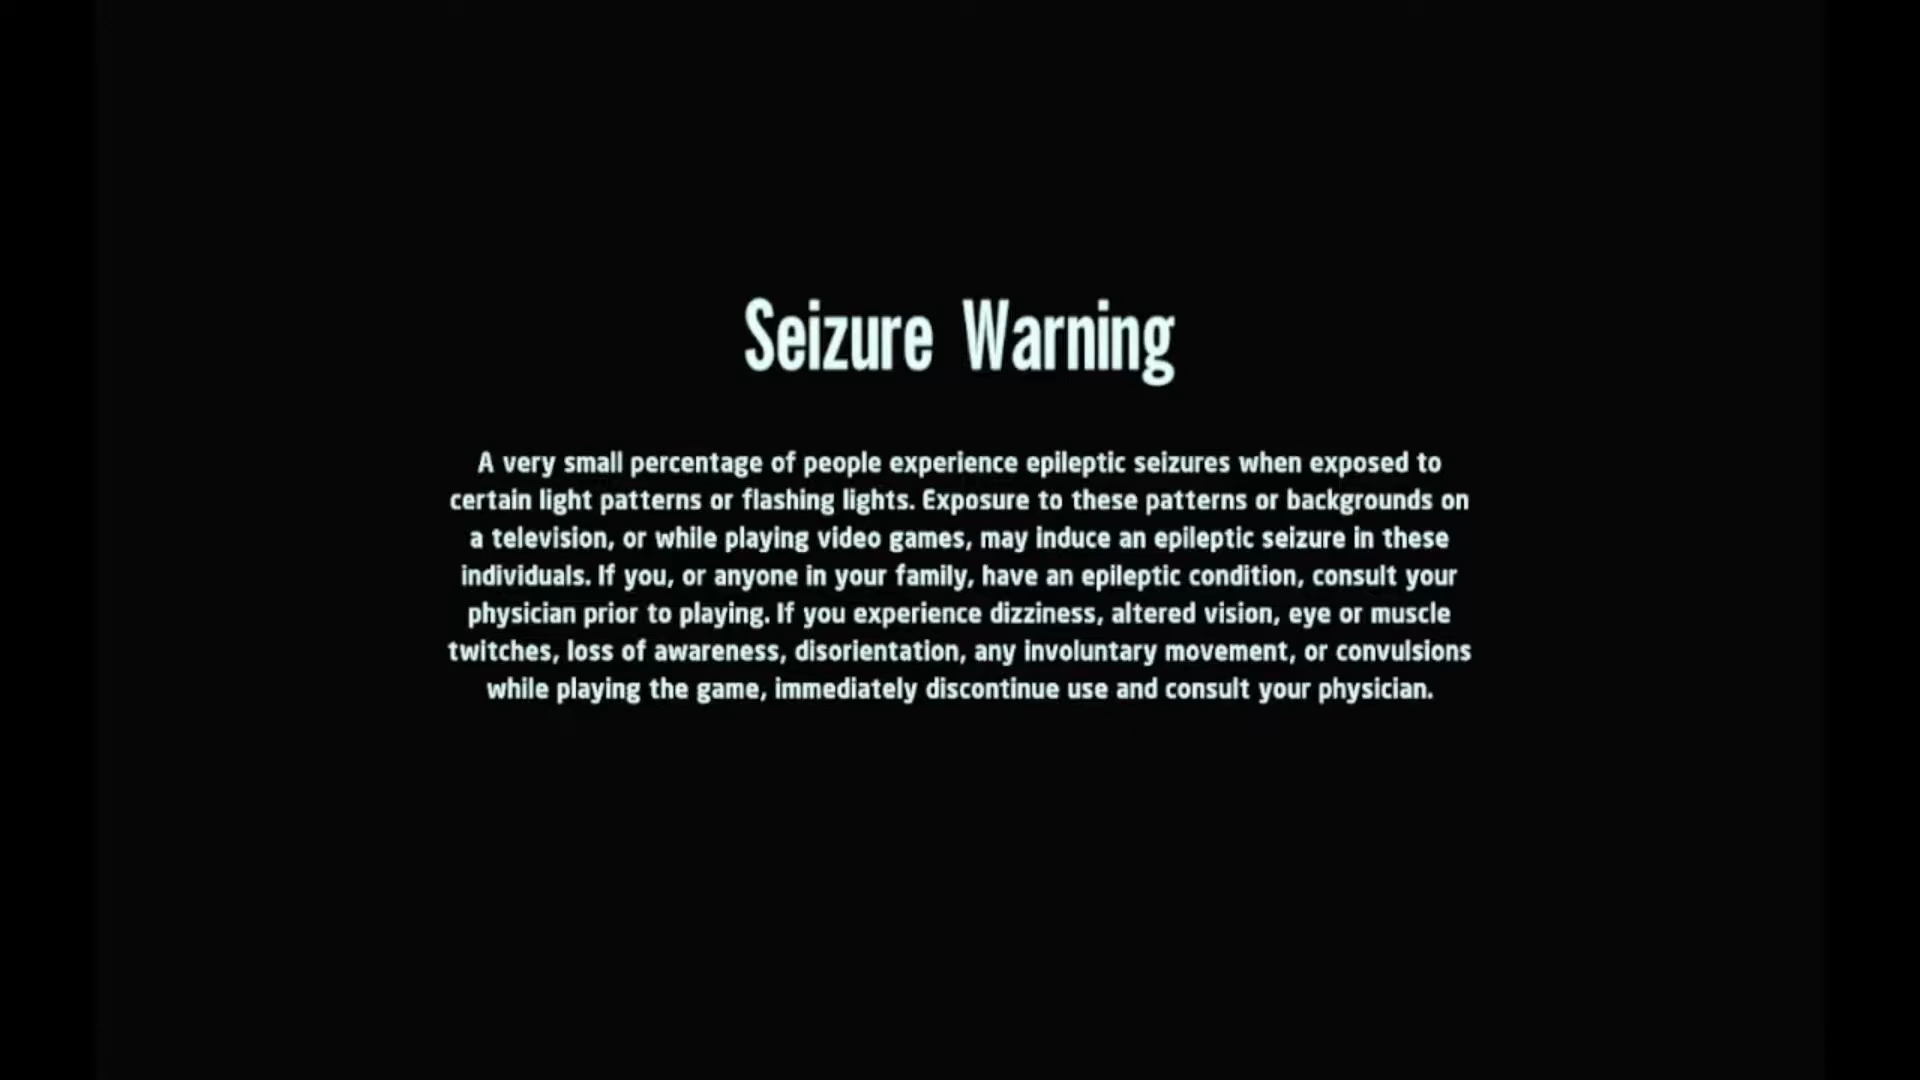 Seizure Warning
A very small percentage of people experience epileptic seizures when exposed to
certain light patterns or flashing lights. Exposure to these patterns or backgrounds on
a television, or while playing video games, may induce an epileptic seizure in these
individuals. If you, or anyone in your family, have an epileptic condition, consult your
physician prior to playing. If you experience dizziness, altered vision, eye or muscle
twitches, loss of awareness, disorientation, any involuntary movement, or convulsions
while playing the game, immediately discontinue use and consult your physician.